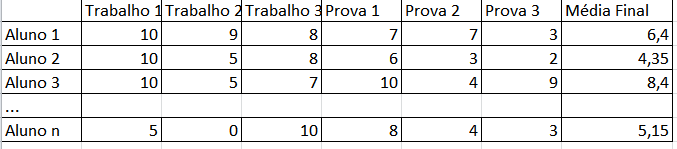 Trabalho 1 Trabalho 2 Trabalho 3 Prova 1 Prova 2 Prova 3 Média Final
Aluno 1 10 9 8 7 7 3 6,4
Aluno 2 10 5 8 6 3 2 4,35
Aluno 3 10 5 7 10 4 9 8,4
...
Aluno n 5 0 10 8 4 3 5,15